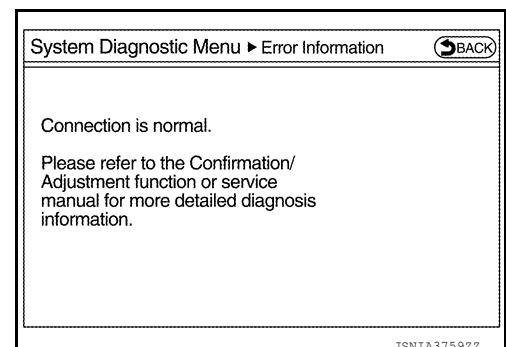 System Diagnostic Menu ▶ Error Information BACK
Connection is normal.
Please refer to the Confirmation/
Adjustment function or service
manual for more detailed diagnosis
information.